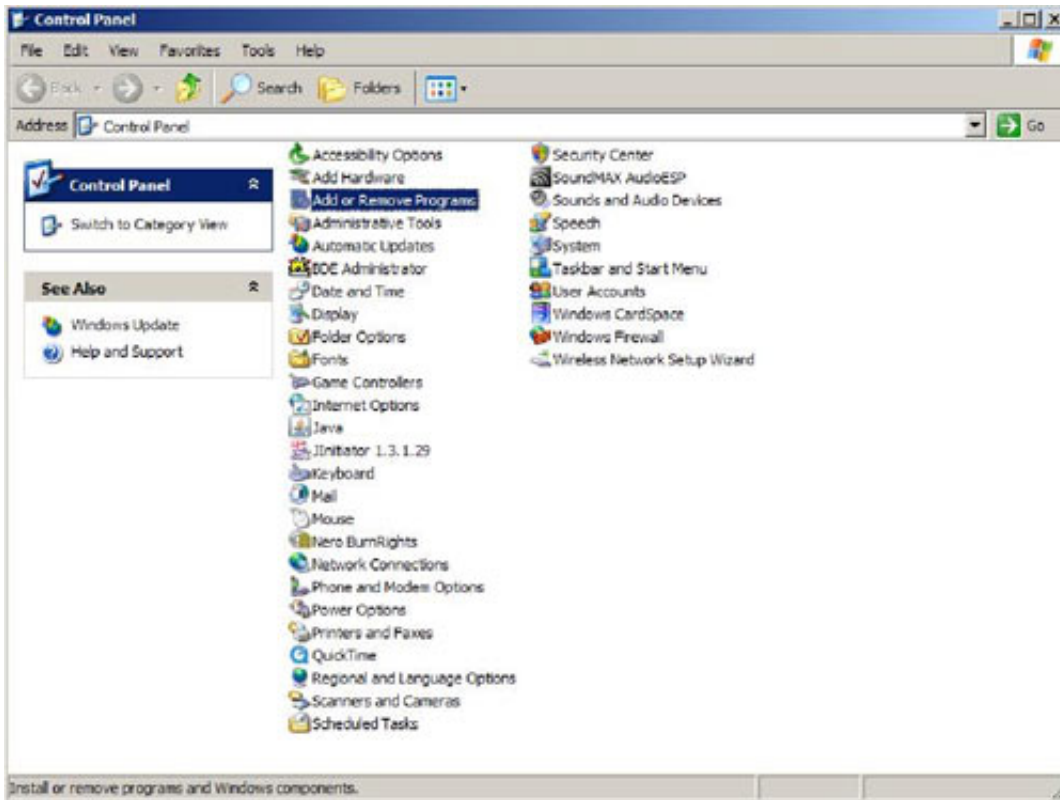 Control Panel
File Edit View Favorites Tools Help
Back Search Folders
Address Control Panel Go
Control Panel
Switch to Category View
See Also
Windows Update
Help and Support
Accessibility Options
Add Hardware
Add or Remove Programs
Administrative Tools
Automatic Updates
BDE Administrator
Date and Time
Display
Folder Options
Fonts
Game Controllers
Internet Options
Java
JInitiator 1.3.1.29
Keyboard
Mail
Mouse
Nero BurnRights
Network Connections
Phone and Modem Options
Power Options
Printers and Faxes
QuickTime
Regional and Language Options
Scanners and Cameras
Scheduled Tasks
Security Center
SoundMAX AudioESP
Sounds and Audio Devices
Speech
System
Taskbar and Start Menu
User Accounts
Windows CardSpace
Windows Firewall
Wireless Network Setup Wizard
Install or remove programs and Windows components.